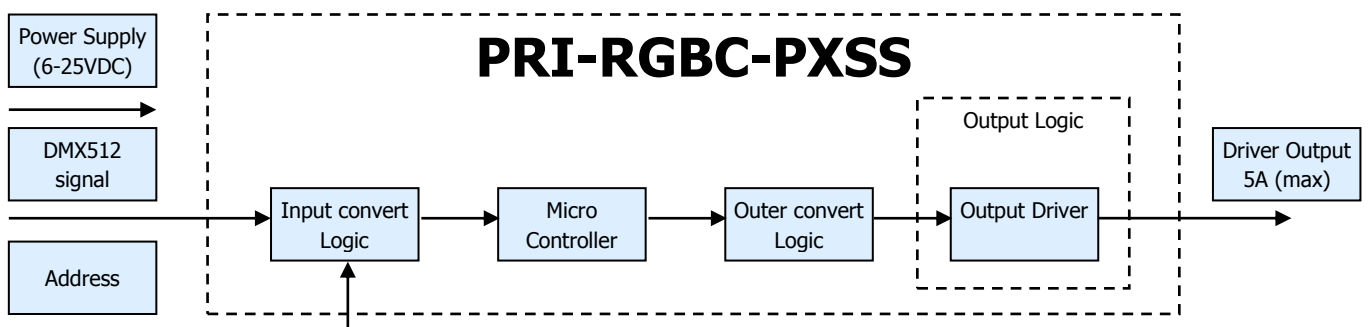 Power Supply
(6-25VDC)
PRI-RGBC-PXSS
Output Logic
DMX512
signal
Driver Output
5A (max)
Input convert
Logic
Micro
Controller
Outer convert
Logic
Output Driver
Address